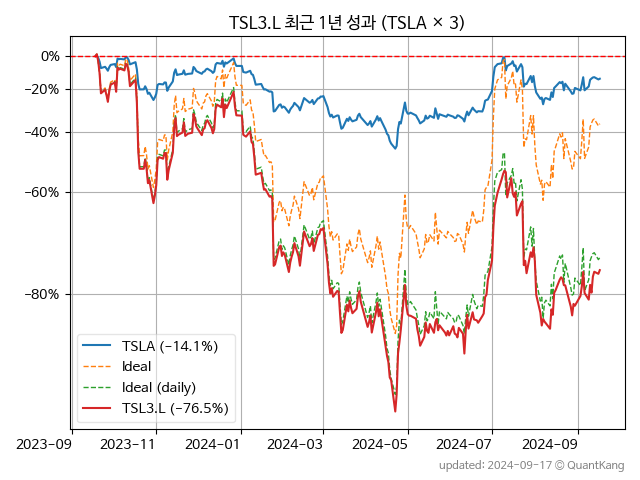 TSL3.L 최근 1년 성과 (TSLA × 3)
0%
−20%
−40%
−60%
−80%
TSLA (−14.1%)
Ideal
Ideal (daily)
TSL3.L (−76.5%)
2023-09
2023-11
2024-01
2024-03
2024-05
2024-07
2024-09
updated: 2024-09-17 © QuantKang